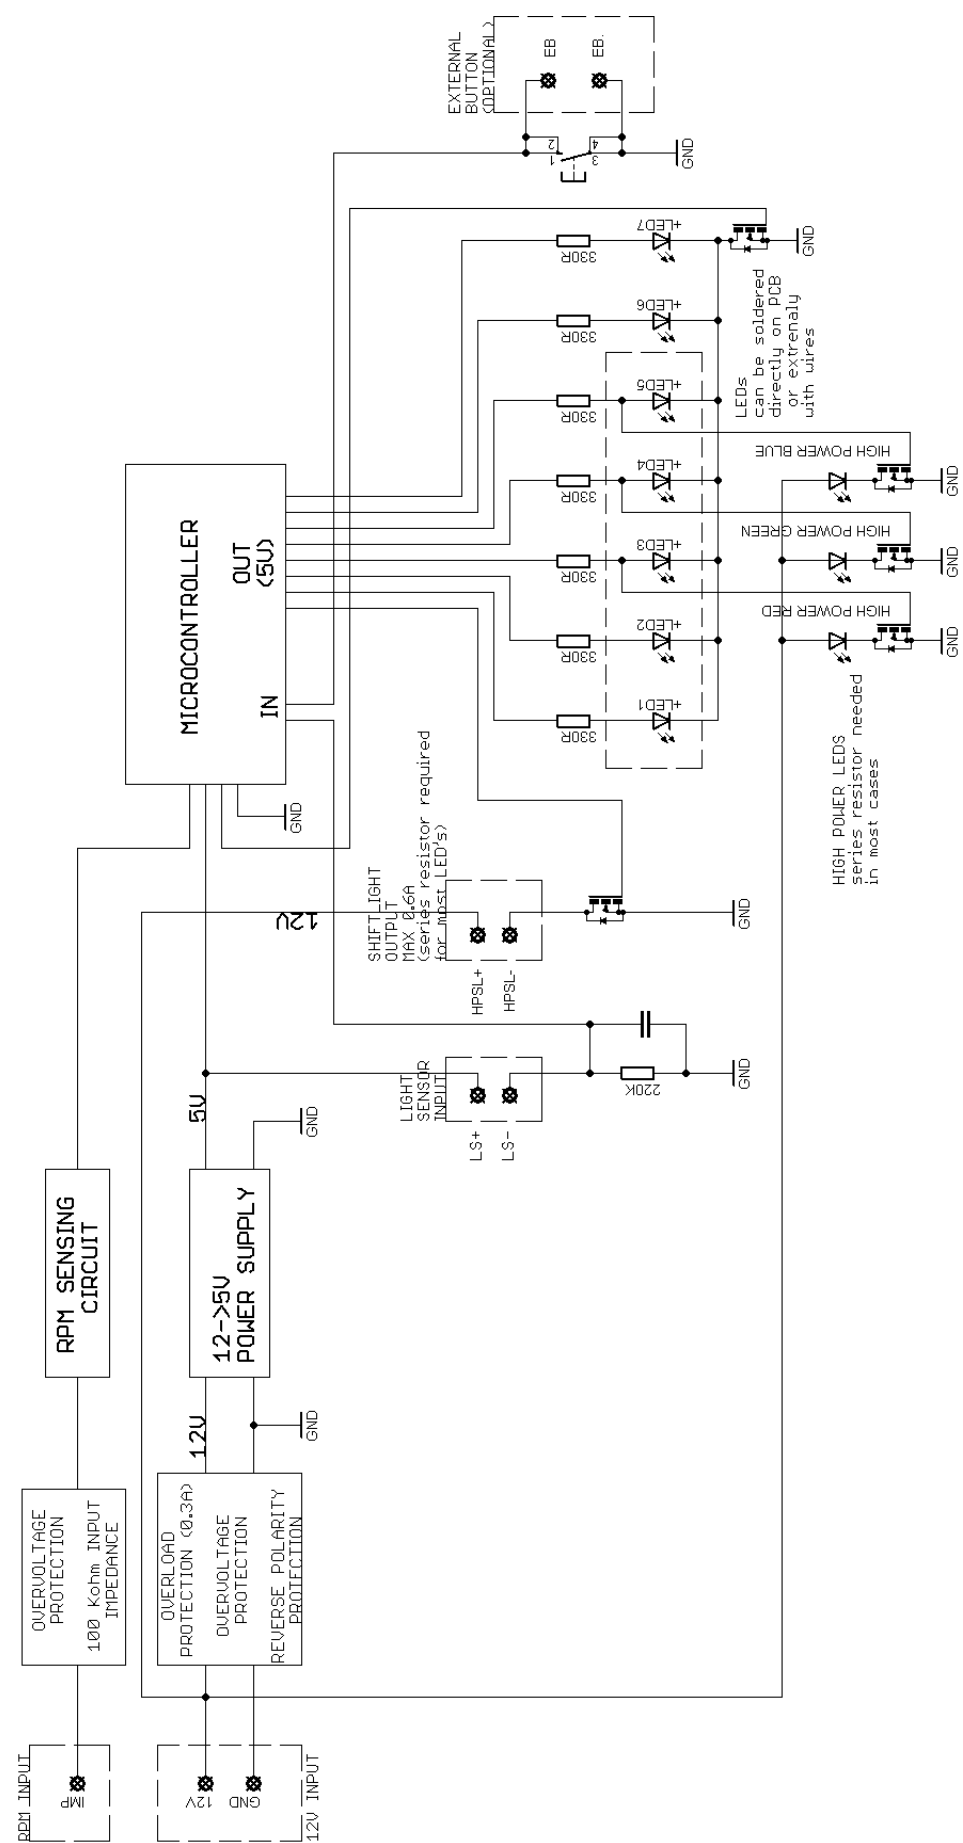 EXTERNAL
BUTTON
(OPTIONAL)
EB
EB.
1
2
3
4
GND
330R
+LED7
GND
330R
+LED6
330R
+LED5
330R
+LED4
330R
+LED3
330R
+LED2
330R
+LED1
LEDs
can be soldered
directly on PCB
or extrenaly
with wires
MICROCONTROLLER
OUT
(5V)
IN
GND
HIGH POWER BLUE
GND
HIGH POWER GREEN
GND
HIGH POWER RED
GND
HIGH POWER LEDS
series resistor needed
in most cases
SHIFTLIGHT
OUTPUT
MAX 0.6A
(series resistor required
for most LED's)
12V
HPSL+
HPSL-
GND
LIGHT
SENSOR
INPUT
LS+
LS-
220K
GND
5V
GND
RPM SENSING
CIRCUIT
12->5V
POWER SUPPLY
12V
GND
OVERVOLTAGE
PROTECTION
100 Kohm INPUT
IMPEDANCE
OVERLOAD
PROTECTION (0.3A)
OVERVOLTAGE
PROTECTION
REVERSE POLARITY
PROTECTION
RPM INPUT
IMP
12V
GND
12V INPUT